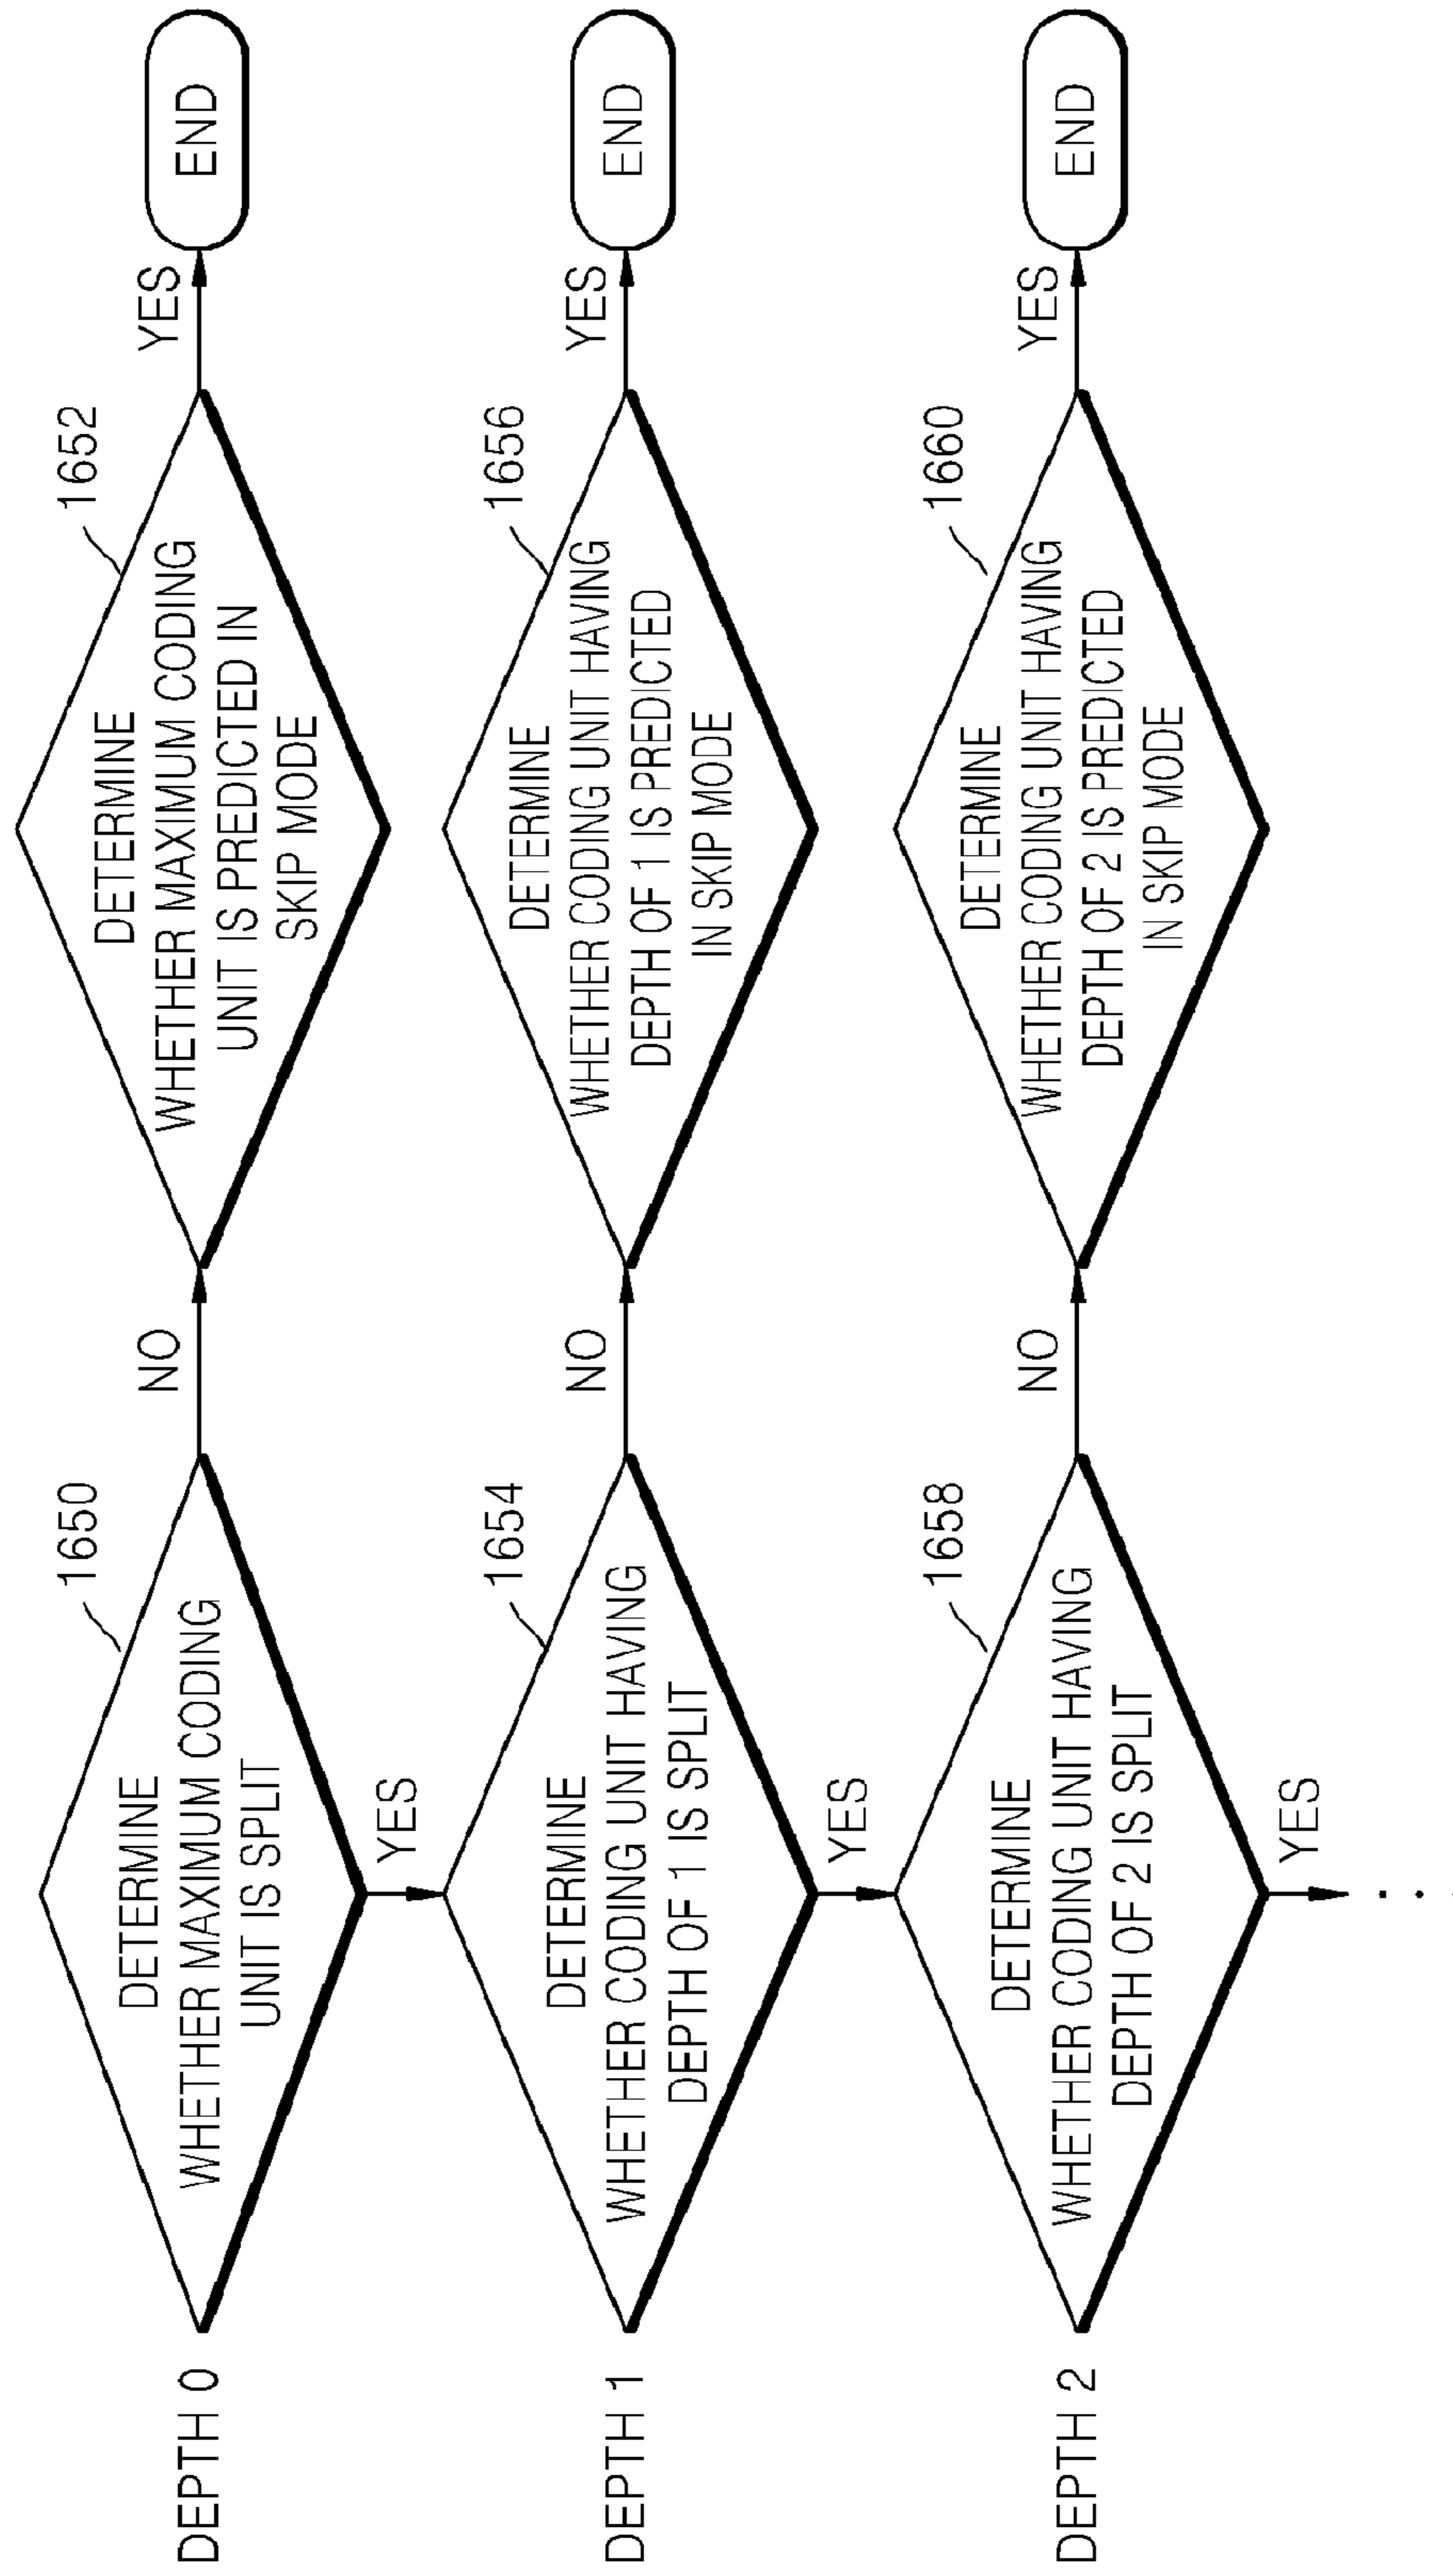 DEPTH 0
1650
DETERMINE
WHETHER MAXIMUM CODING
UNIT IS SPLIT
NO
1652
DETERMINE
WHETHER MAXIMUM CODING
UNIT IS PREDICTED IN
SKIP MODE
YES
END
YES
DEPTH 1
1654
DETERMINE
WHETHER CODING UNIT HAVING
DEPTH OF 1 IS SPLIT
NO
1656
DETERMINE
WHETHER CODING UNIT HAVING
DEPTH OF 1 IS PREDICTED
IN SKIP MODE
YES
END
YES
DEPTH 2
1658
DETERMINE
WHETHER CODING UNIT HAVING
DEPTH OF 2 IS SPLIT
NO
1660
DETERMINE
WHETHER CODING UNIT HAVING
DEPTH OF 2 IS PREDICTED
IN SKIP MODE
YES
END
YES